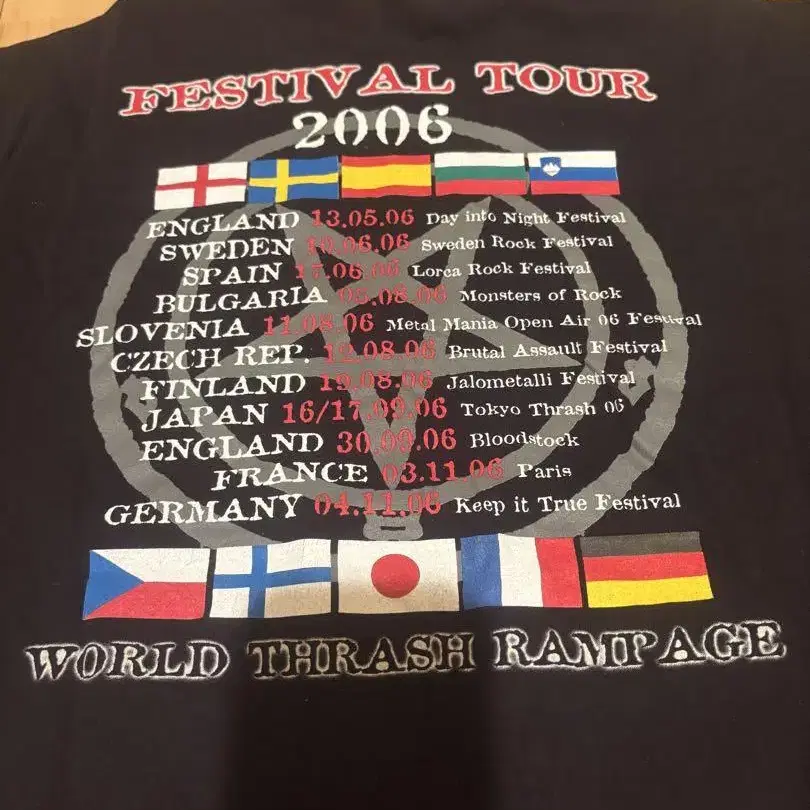 FESTIVAL TOUR
2006
ENGLAND 13.05.06 Day into Night Festival
SWEDEN 10.06.06 Sweden Rock Festival
SPAIN 17.06.06 Lorca Rock Festival
BULGARIA 05.08.06 Monsters of Rock
SLOVENIA 11.08.06 Metal Mania Open Air 06 Festival
CZECH REP. 12.08.06 Brutal Assault Festival
FINLAND 19.08.06 Jalometalli Festival
JAPAN 16/17.09.06 Tokyo Thrash 06
ENGLAND 30.09.06 Bloodstock
FRANCE 03.11.06 Paris
GERMANY 04.11.06 Keep it True Festival
WORLD THRASH RAMPAGE